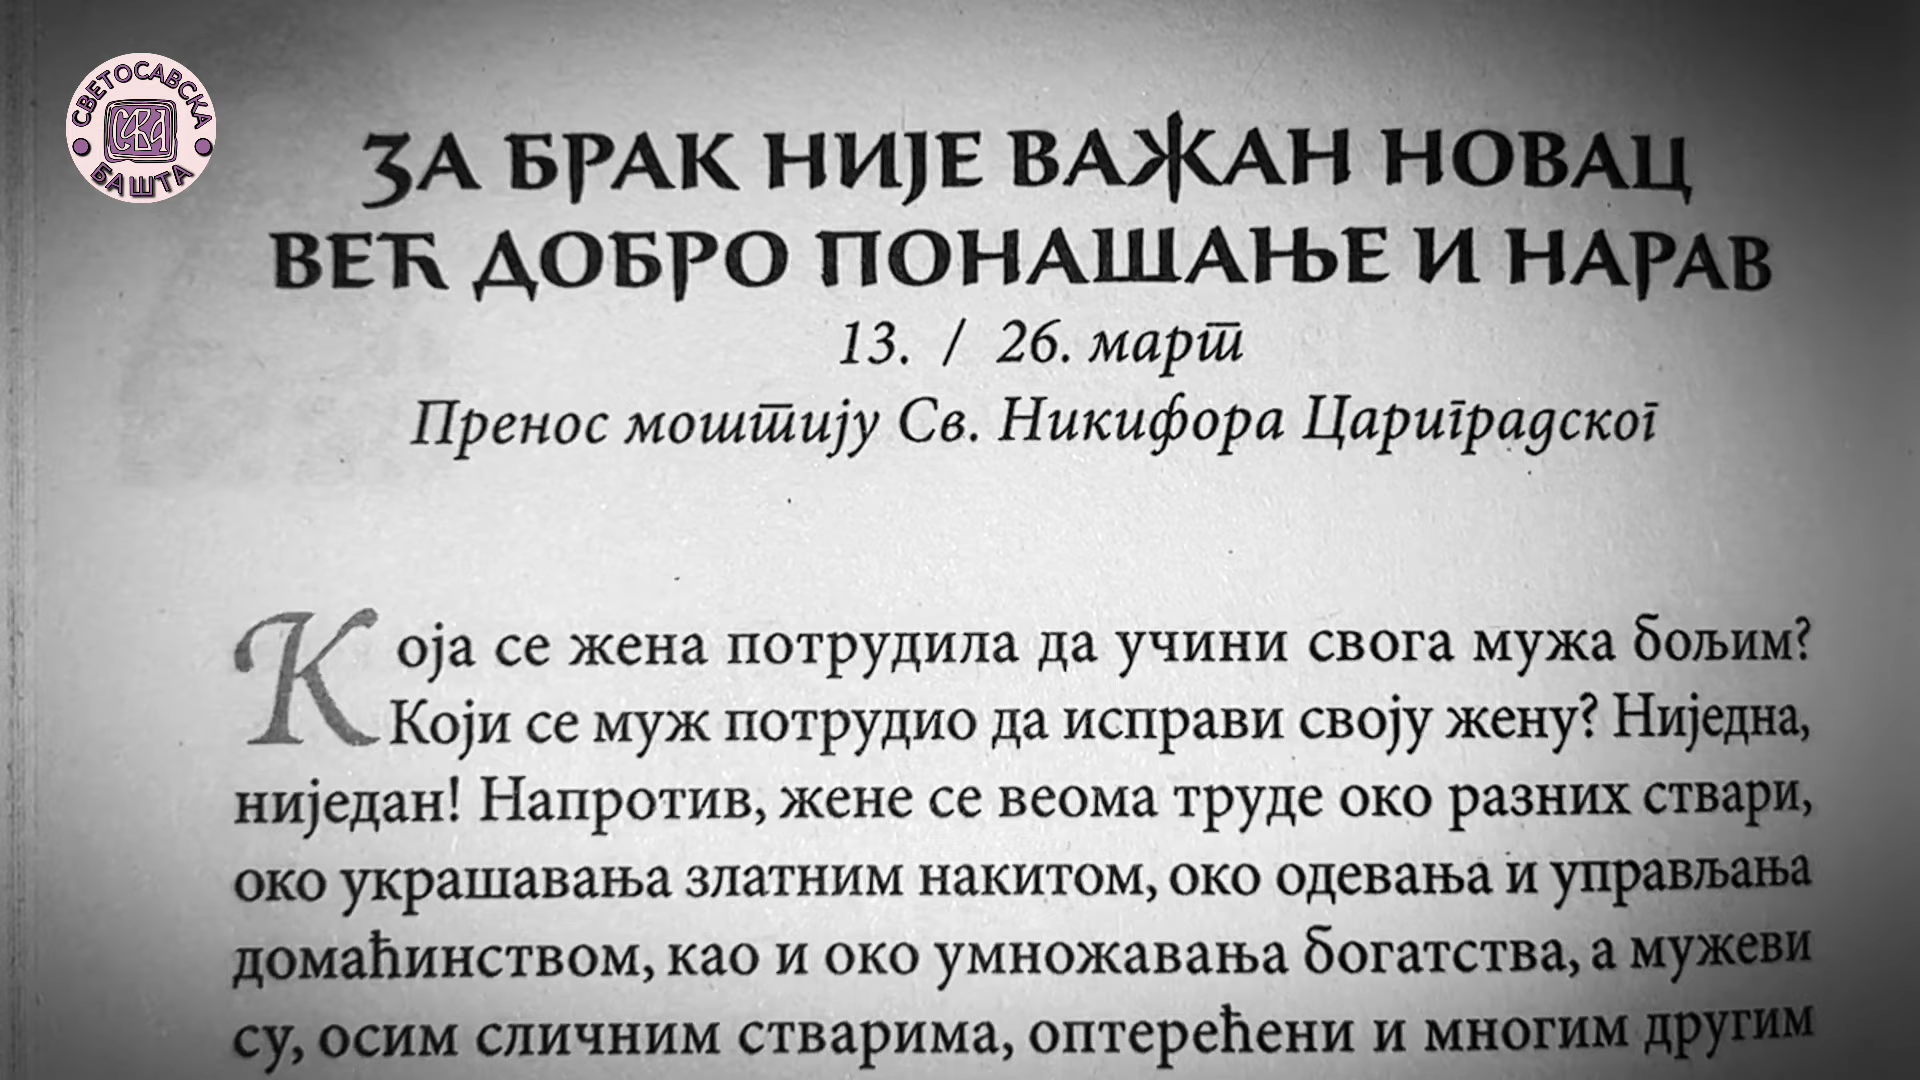 СВЕТОСАВСКА
БАШТА
ЗА БРАК НИЈЕ ВАЖАН НОВАЦ
ВЕЋ ДОБРО ПОНАШАЊЕ И НАРАВ
13. / 26. март
Пренос моштију Св. Никифора Цариградског
Која се жена потрудила да учини свога мужа бољим?
Који се муж потрудио да исправи своју жену? Ниједна,
ниједан! Напротив, жене се веома труде око разних ствари,
око украшавања златним накитом, око одевања и управљања
домаћинством, као и око умножавања богатства, а мужеви
су, осим сличним стварима, оптерећени и многим другим